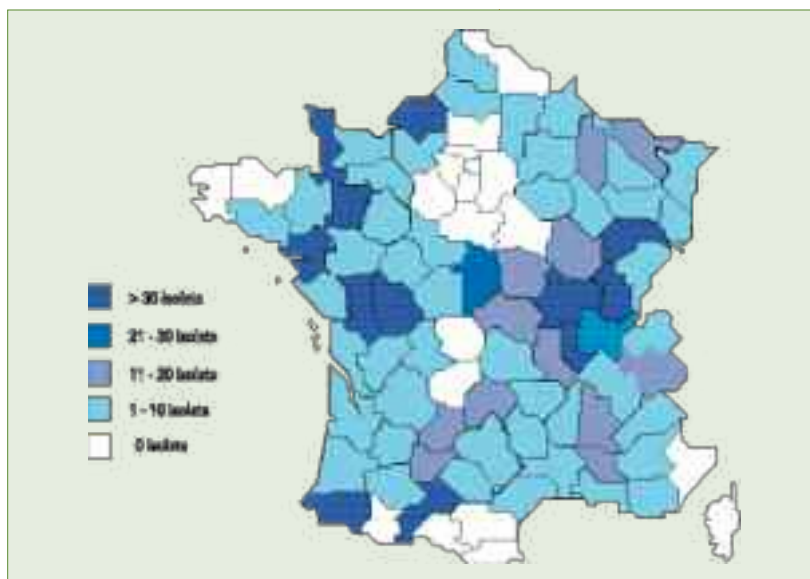 > 30 isolats
21 - 30 isolats
11 - 20 isolats
1 - 10 isolats
0 isolats